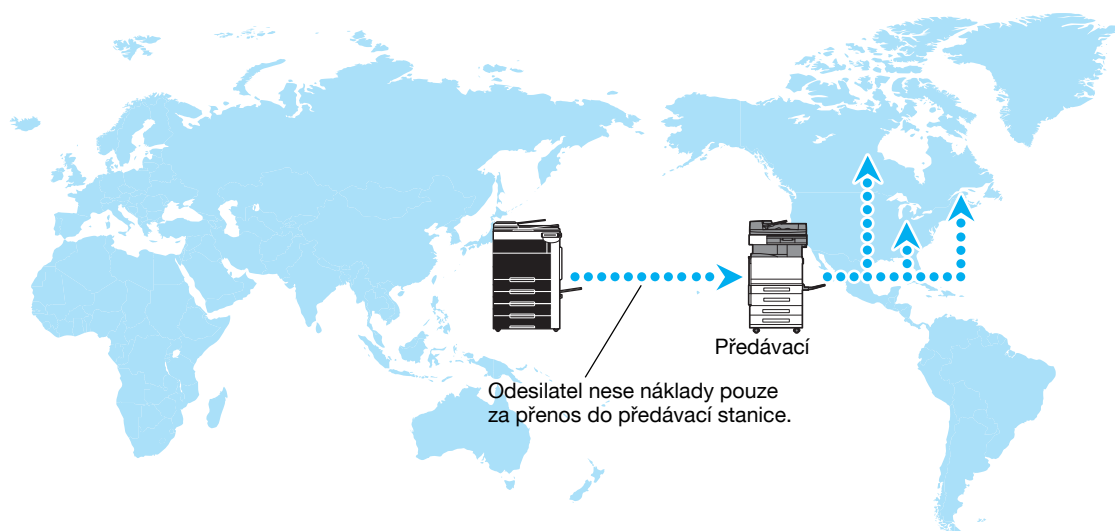 Předávací
Odesilatel nese náklady pouze
za přenos do předávací stanice.